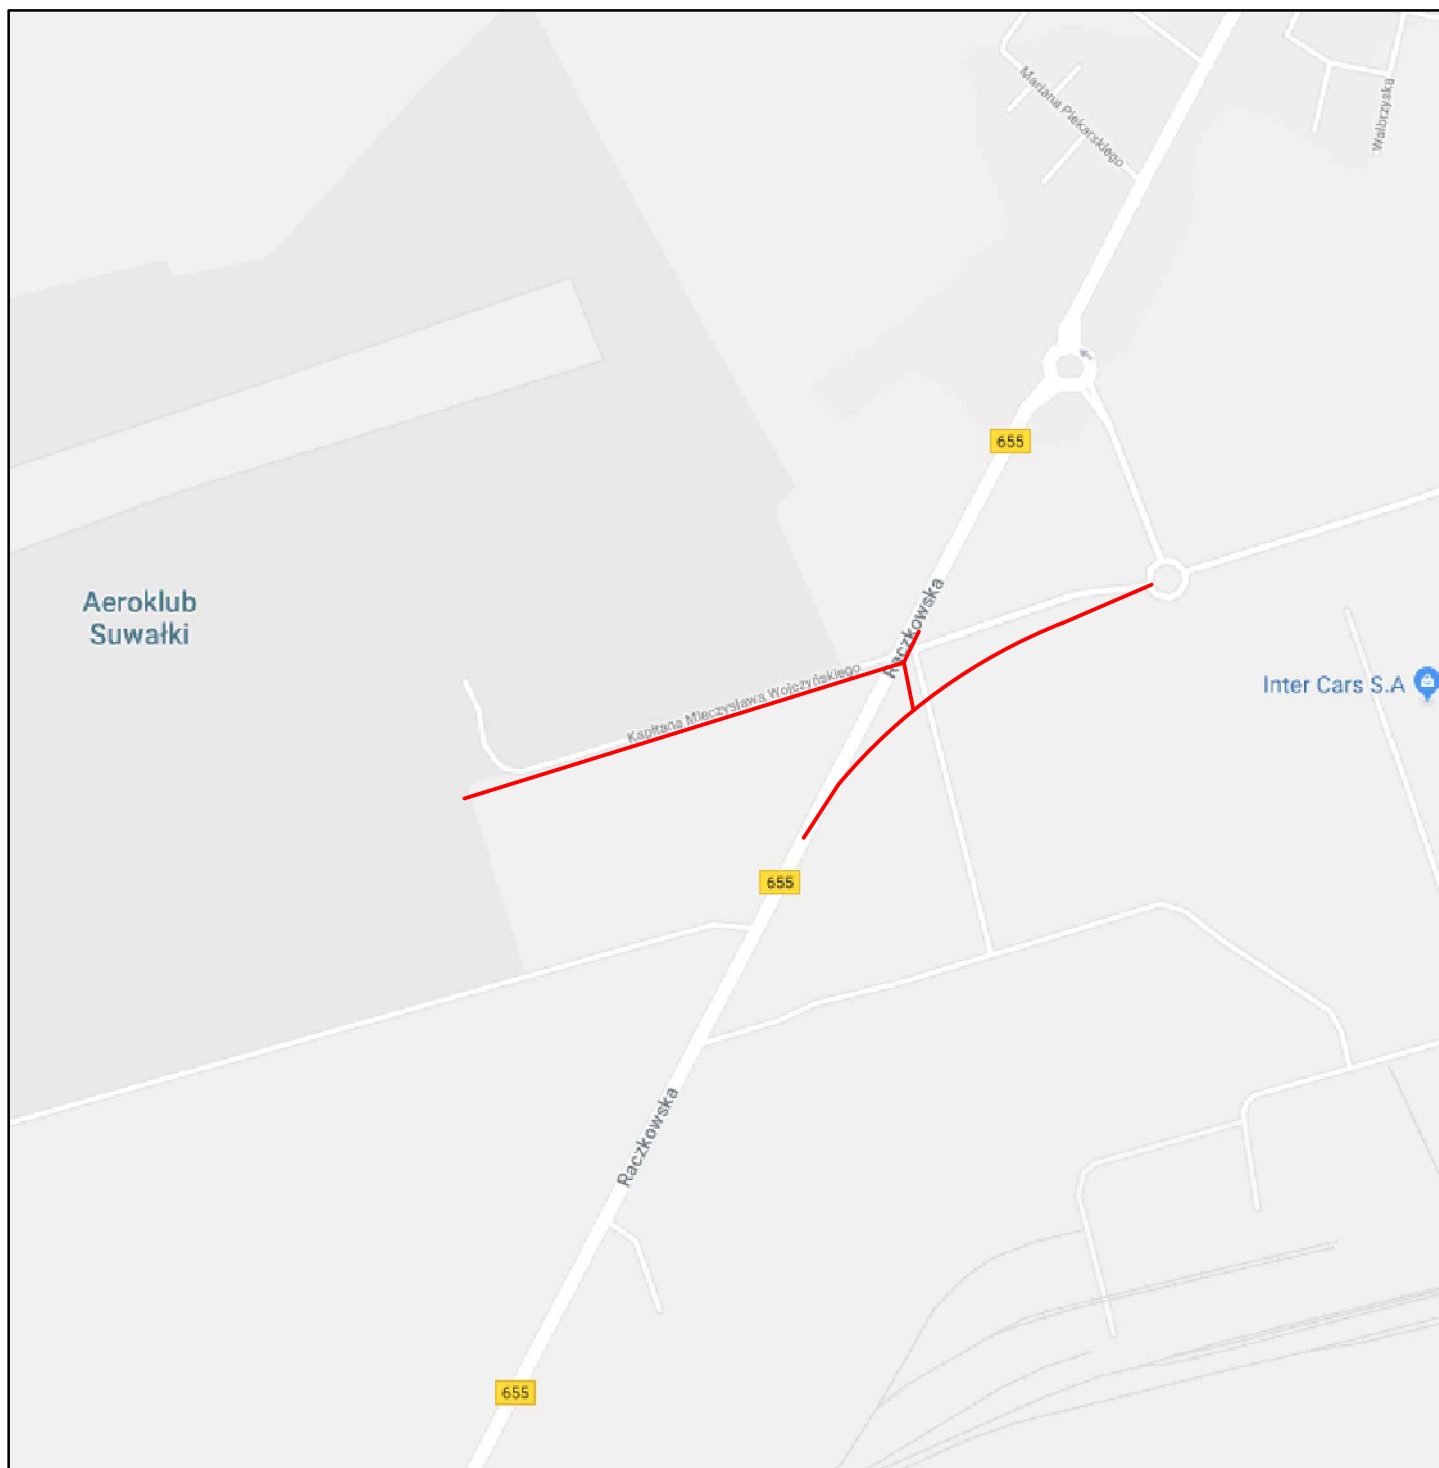 Mariana Piekarskiego
Wałbrzyska
655
Raczkowska
Aeroklub
Suwałki
Kapitana Mieczysława Wojczyńskiego
Inter Cars S.A
655
Raczkowska
655